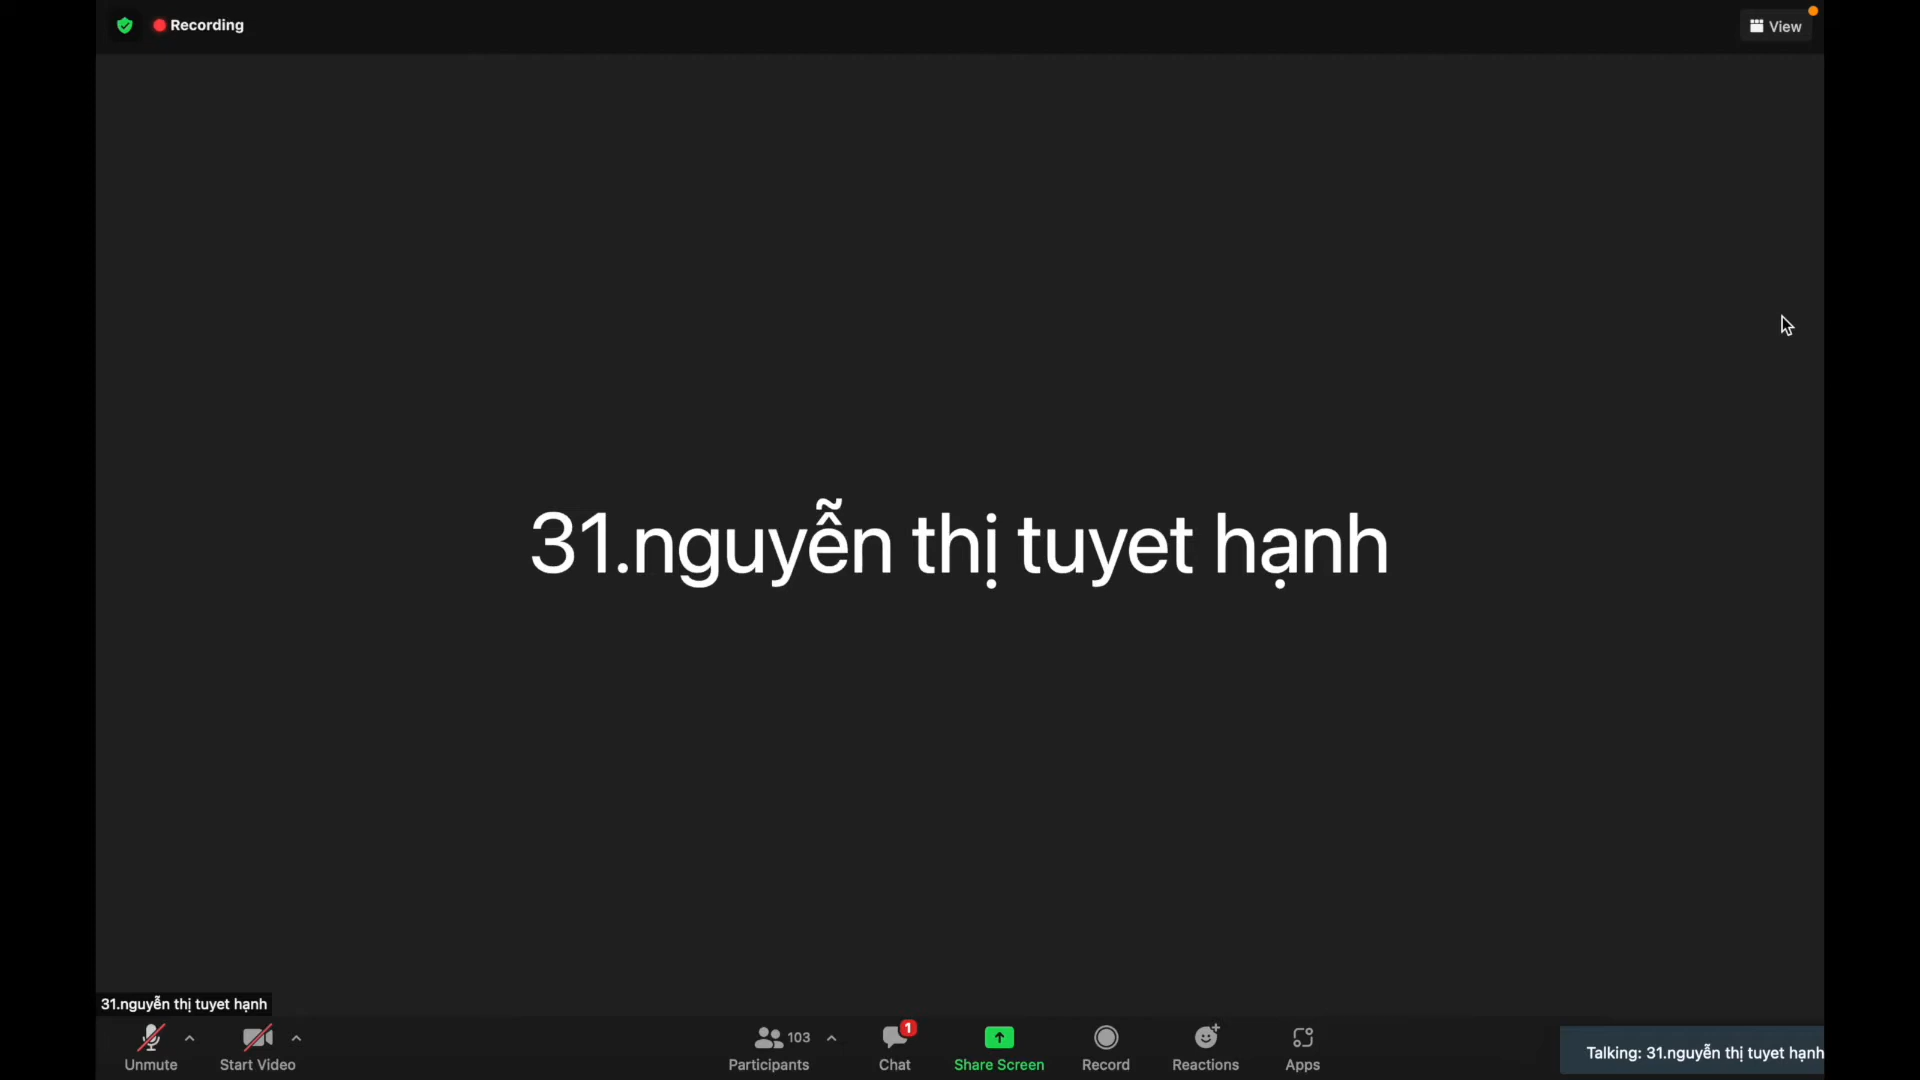 Recording
View
31.nguyễn thị tuyet hạnh
31.nguyễn thị tuyet hạnh
Unmute
Start Video
103
Participants
1
Chat
Share Screen
Record
Reactions
Apps
Talking: 31.nguyễn thị tuyet hạnh